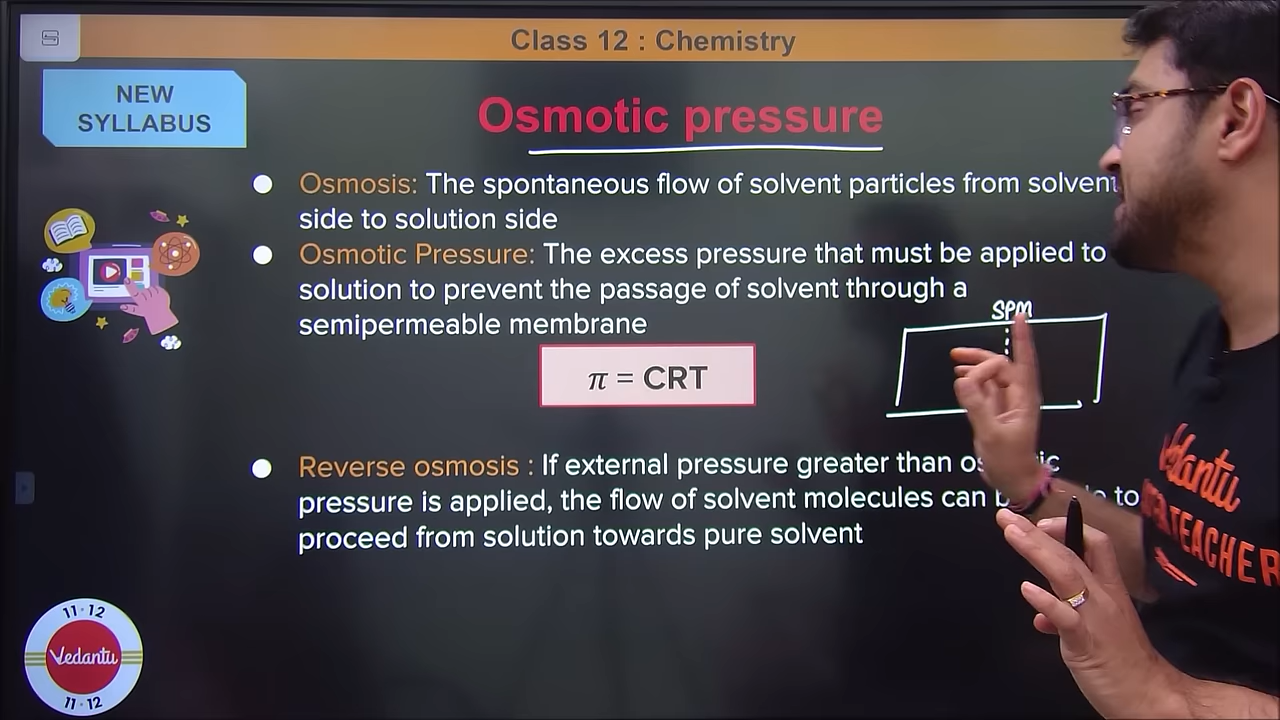 Class 12 : Chemistry
NEW
SYLLABUS
Osmotic pressure
Osmosis: The spontaneous flow of solvent particles from solvent
side to solution side
Osmotic Pressure: The excess pressure that must be applied to
solution to prevent the passage of solvent through a
semipermeable membrane
SPM
π = CRT
Reverse osmosis : If external pressure greater than
pressure is applied, the flow of solvent molecules can to
proceed from solution towards pure solvent
11·12
Vedantu
11·12
Vedantu
TEACHER